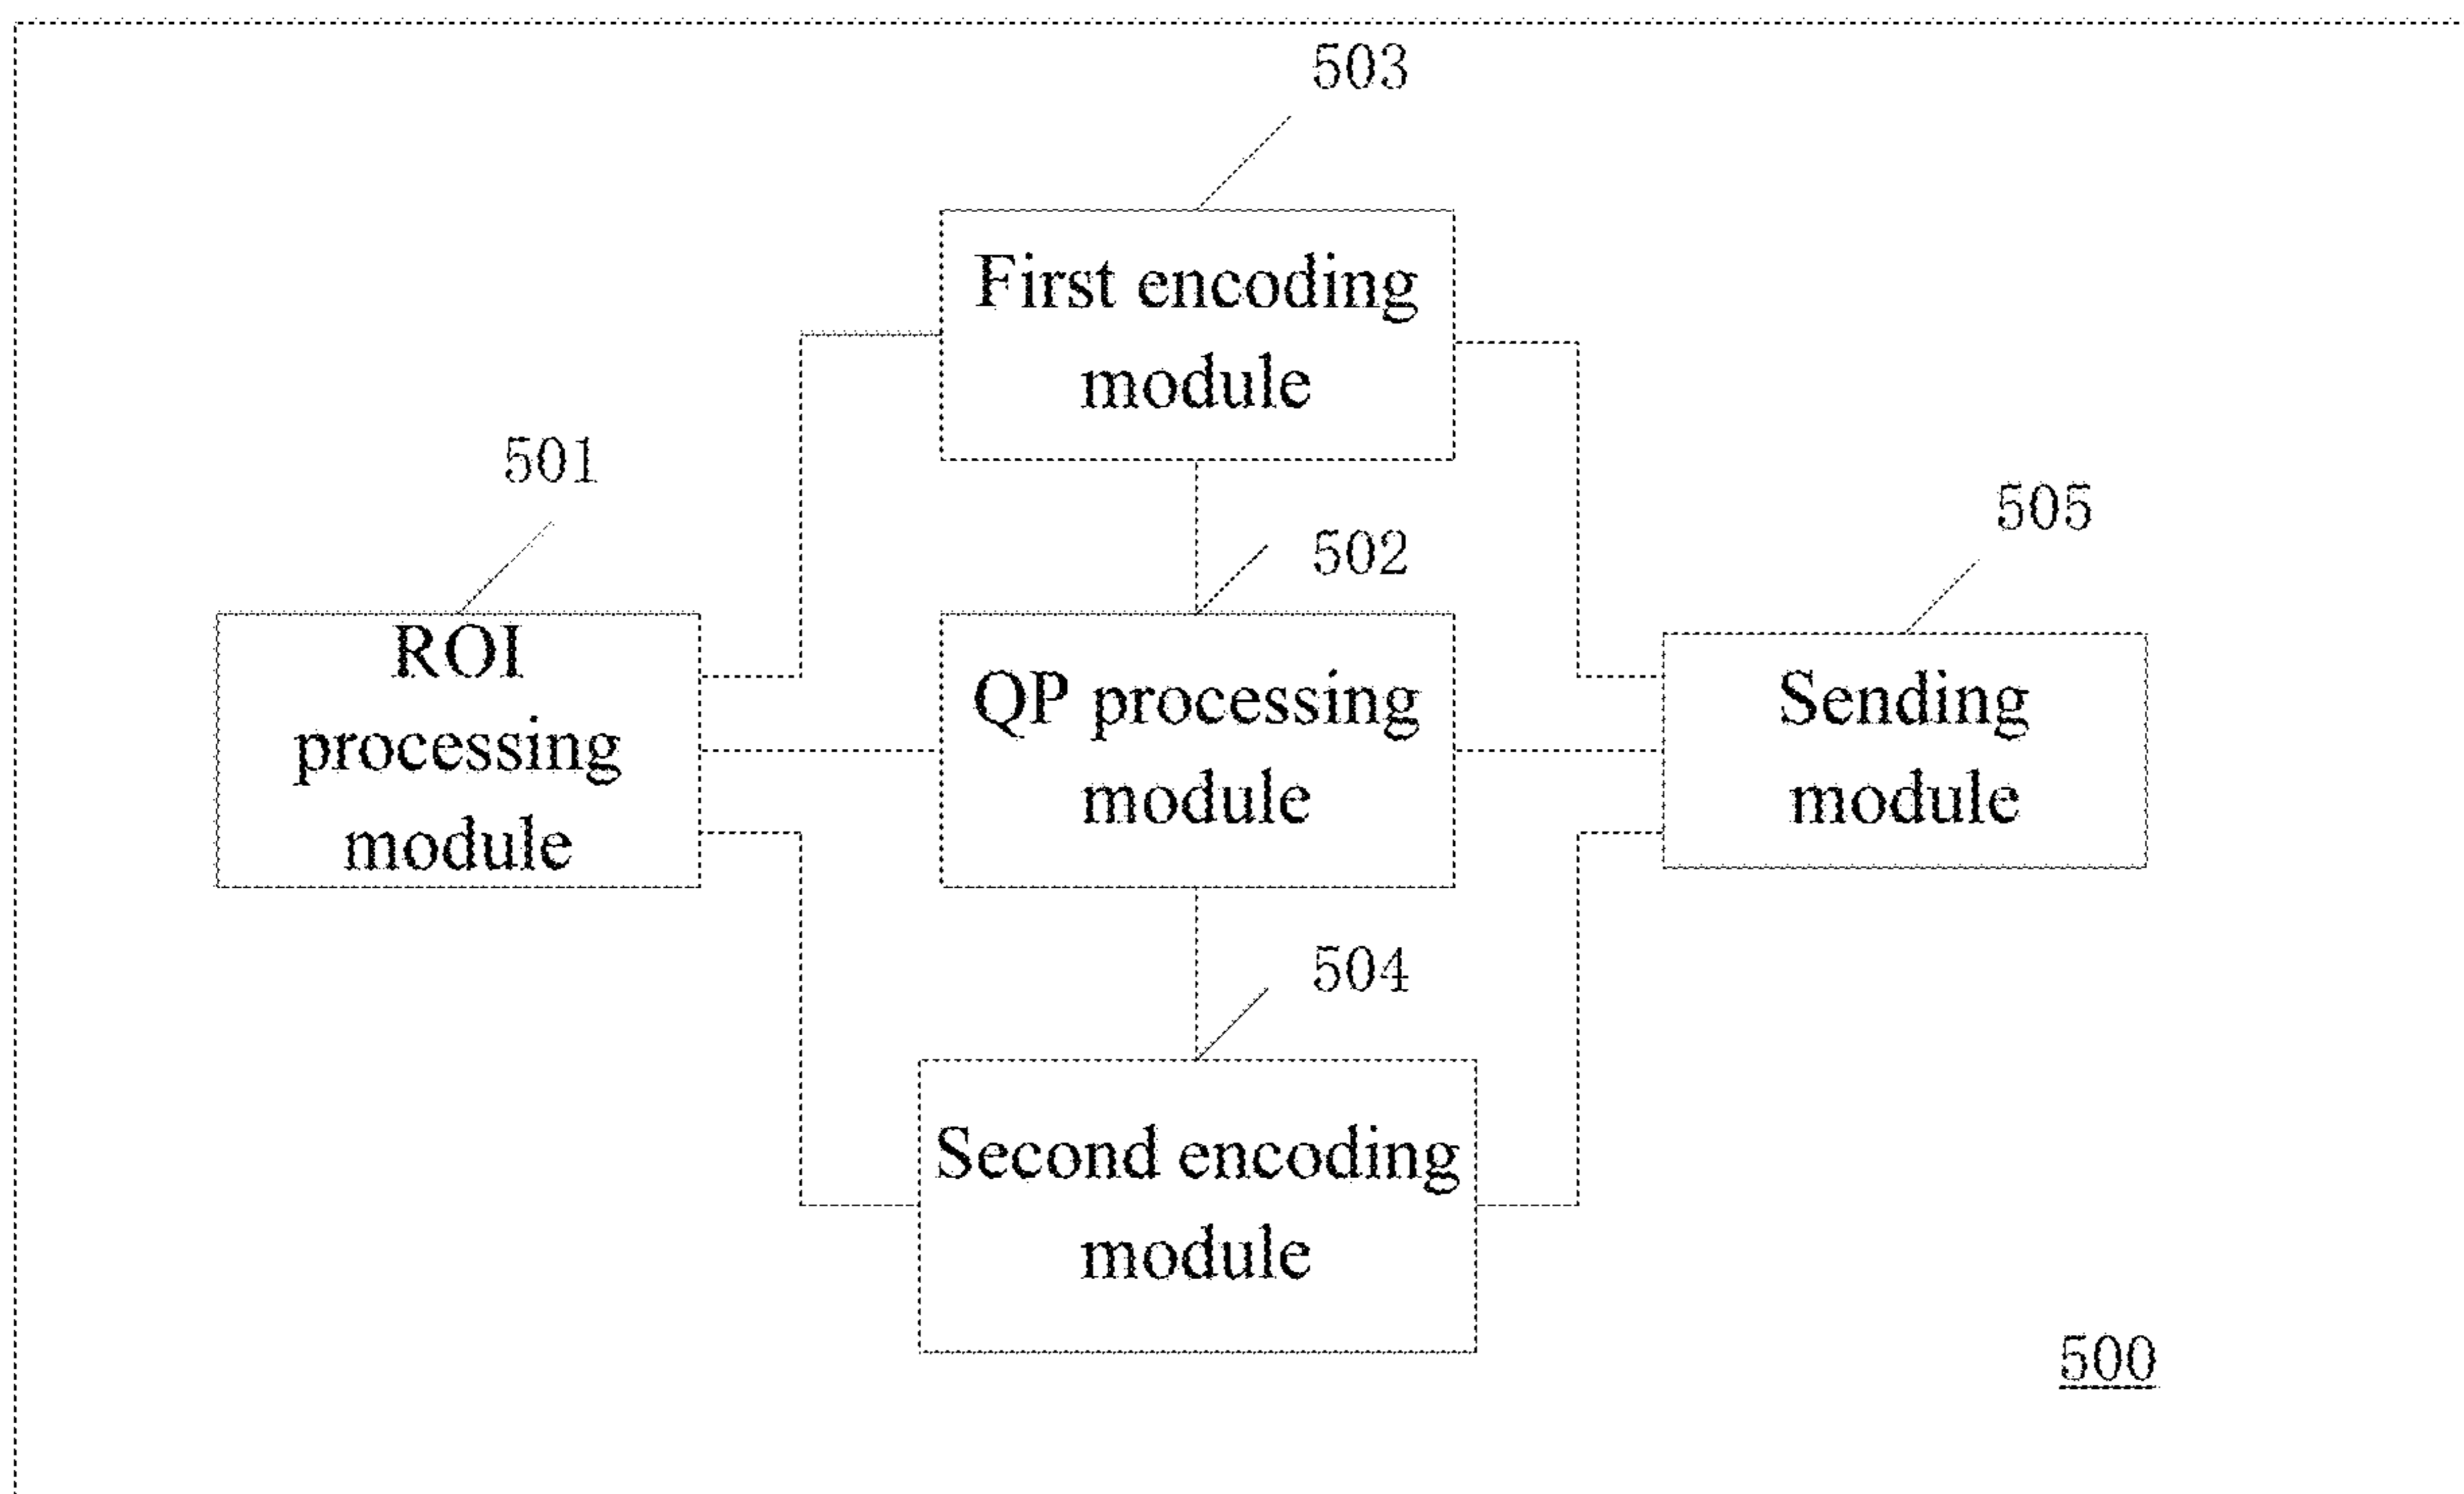 503
First encoding
module
501
505
502
ROI
processing
module
QP processing
module
Sending
module
504
Second encoding
module
500